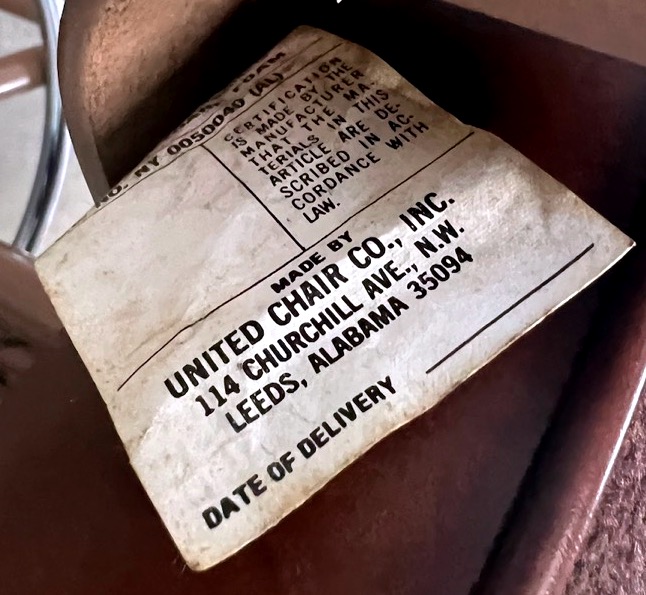 FOAM
NO. NY 0050040 (AL)
CERTIFICATION
IS MADE BY THE
MANUFACTURER
THAT THE MA-
TERIALS IN THIS
ARTICLE ARE DE-
SCRIBED IN AC-
CORDANCE WITH
LAW.
MADE BY
UNITED CHAIR CO., INC.
114 CHURCHILL AVE., N.W.
LEEDS, ALABAMA 35094
DATE OF DELIVERY